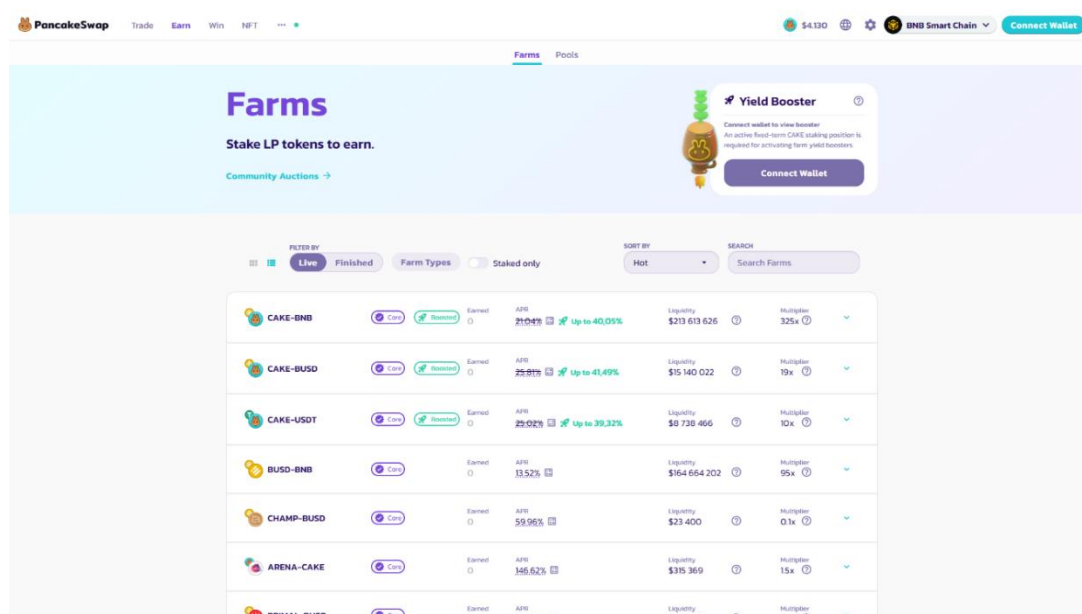 PancakeSwap Trade Earn Win NFT ... $4.130 BNB Smart Chain Connect Wallet
Farms Pools
Farms
Stake LP tokens to earn.
Community Auctions →
Yield Booster
Connect wallet to view booster
An active fixed-term CAKE staking position is
required for activating farm yield boosters
Connect Wallet
FILTER BY SORT BY SEARCH
Live Finished Farm Types Staked only Hot Search Farms
Earned APR Liquidity Multiplier
CAKE-BNB Core Boosted 0 21.04% Up to 40,05% $213 613 626 325x
Earned APR Liquidity Multiplier
CAKE-BUSD Core Boosted 0 25.81% Up to 41,49% $15 140 022 19x
Earned APR Liquidity Multiplier
CAKE-USDT Core Boosted 0 25.02% Up to 39,32% $8 738 466 10x
Earned APR Liquidity Multiplier
BUSD-BNB Core 0 13.52% $164 664 202 95x
Earned APR Liquidity Multiplier
CHAMP-BUSD Core 0 59.96% $23 400 0.1x
Earned APR Liquidity Multiplier
ARENA-CAKE Core 0 146.62% $315 369 1.5x
Earned APR Liquidity Multiplier